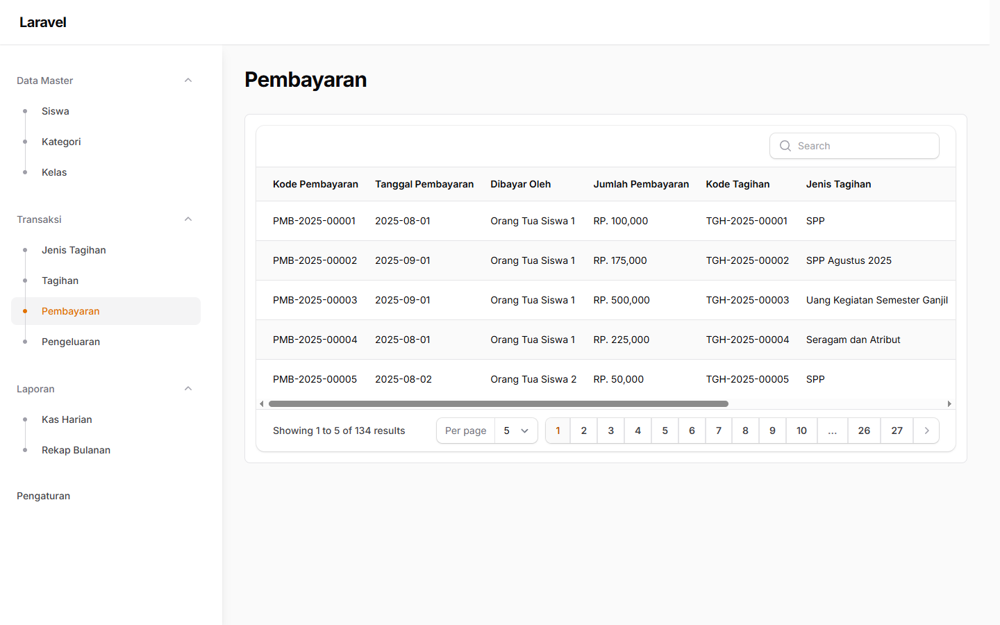 Laravel
Data Master
Siswa
Kategori
Kelas
Transaksi
Jenis Tagihan
Tagihan
Pembayaran
Pengeluaran
Laporan
Kas Harian
Rekap Bulanan
Pengaturan
Pembayaran
Search
Kode Pembayaran Tanggal Pembayaran Dibayar Oleh Jumlah Pembayaran Kode Tagihan Jenis Tagihan
PMB-2025-00001 2025-08-01 Orang Tua Siswa 1 RP. 100,000 TGH-2025-00001 SPP
PMB-2025-00002 2025-09-01 Orang Tua Siswa 1 RP. 175,000 TGH-2025-00002 SPP Agustus 2025
PMB-2025-00003 2025-09-01 Orang Tua Siswa 1 RP. 500,000 TGH-2025-00003 Uang Kegiatan Semester Ganjil
PMB-2025-00004 2025-08-01 Orang Tua Siswa 1 RP. 225,000 TGH-2025-00004 Seragam dan Atribut
PMB-2025-00005 2025-08-02 Orang Tua Siswa 2 RP. 50,000 TGH-2025-00005 SPP
Showing 1 to 5 of 134 results Per page 5 1 2 3 4 5 6 7 8 9 10 ... 26 27